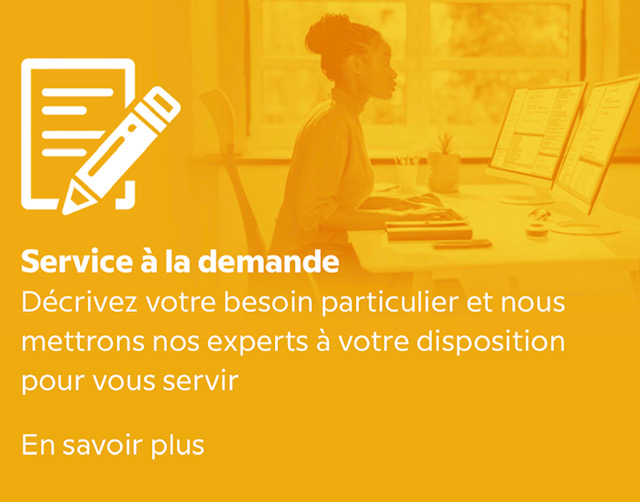 Service à la demande
Décrivez votre besoin particulier et nous
mettrons nos experts à votre disposition
pour vous servir
En savoir plus